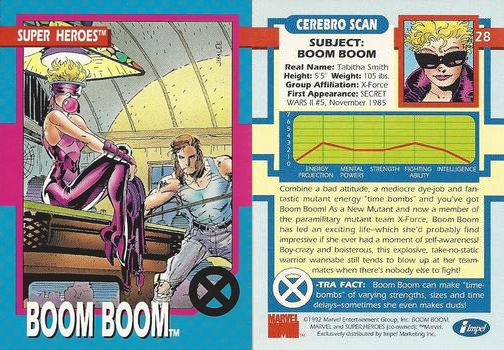 SUPER HEROES™
JIM LEE
BOOM BOOM™
CEREBRO SCAN
28
SUBJECT:
BOOM BOOM
Real Name: Tabitha Smith
Height: 5'5" Weight: 105 lbs.
Group Affiliation: X-Force
First Appearance: SECRET
WARS II #5, November 1985
7
6
5
4
3
2
1
0
ENERGY PROJECTION
MENTAL POWERS
STRENGTH
FIGHTING ABILITY
INTELLIGENCE
Combine a bad attitude, a mediocre dye-job and fan-
tastic mutant energy "time bombs" and you've got
Boom Boom! As a New Mutant and now a member of
the paramilitary mutant team X-Force, Boom Boom
has led an exciting life–which she'd probably find
impressive if she ever had a moment of self-awareness!
Boy-crazy and boisterous, this explosive, take-no-static
warrior wannabe still tends to blow up at her team-
mates when there's nobody else to fight!
X-TRA FACT: Boom Boom can make "time-
bombs" of varying strengths, sizes and time
delays–sometimes she even makes duds!
MARVEL
©1992 Marvel Entertainment Group, Inc. BOOM BOOM,
MARVEL and SUPER HEROES (co-owned): ™Marvel.
Exclusively distributed by Impel Marketing Inc.
impel